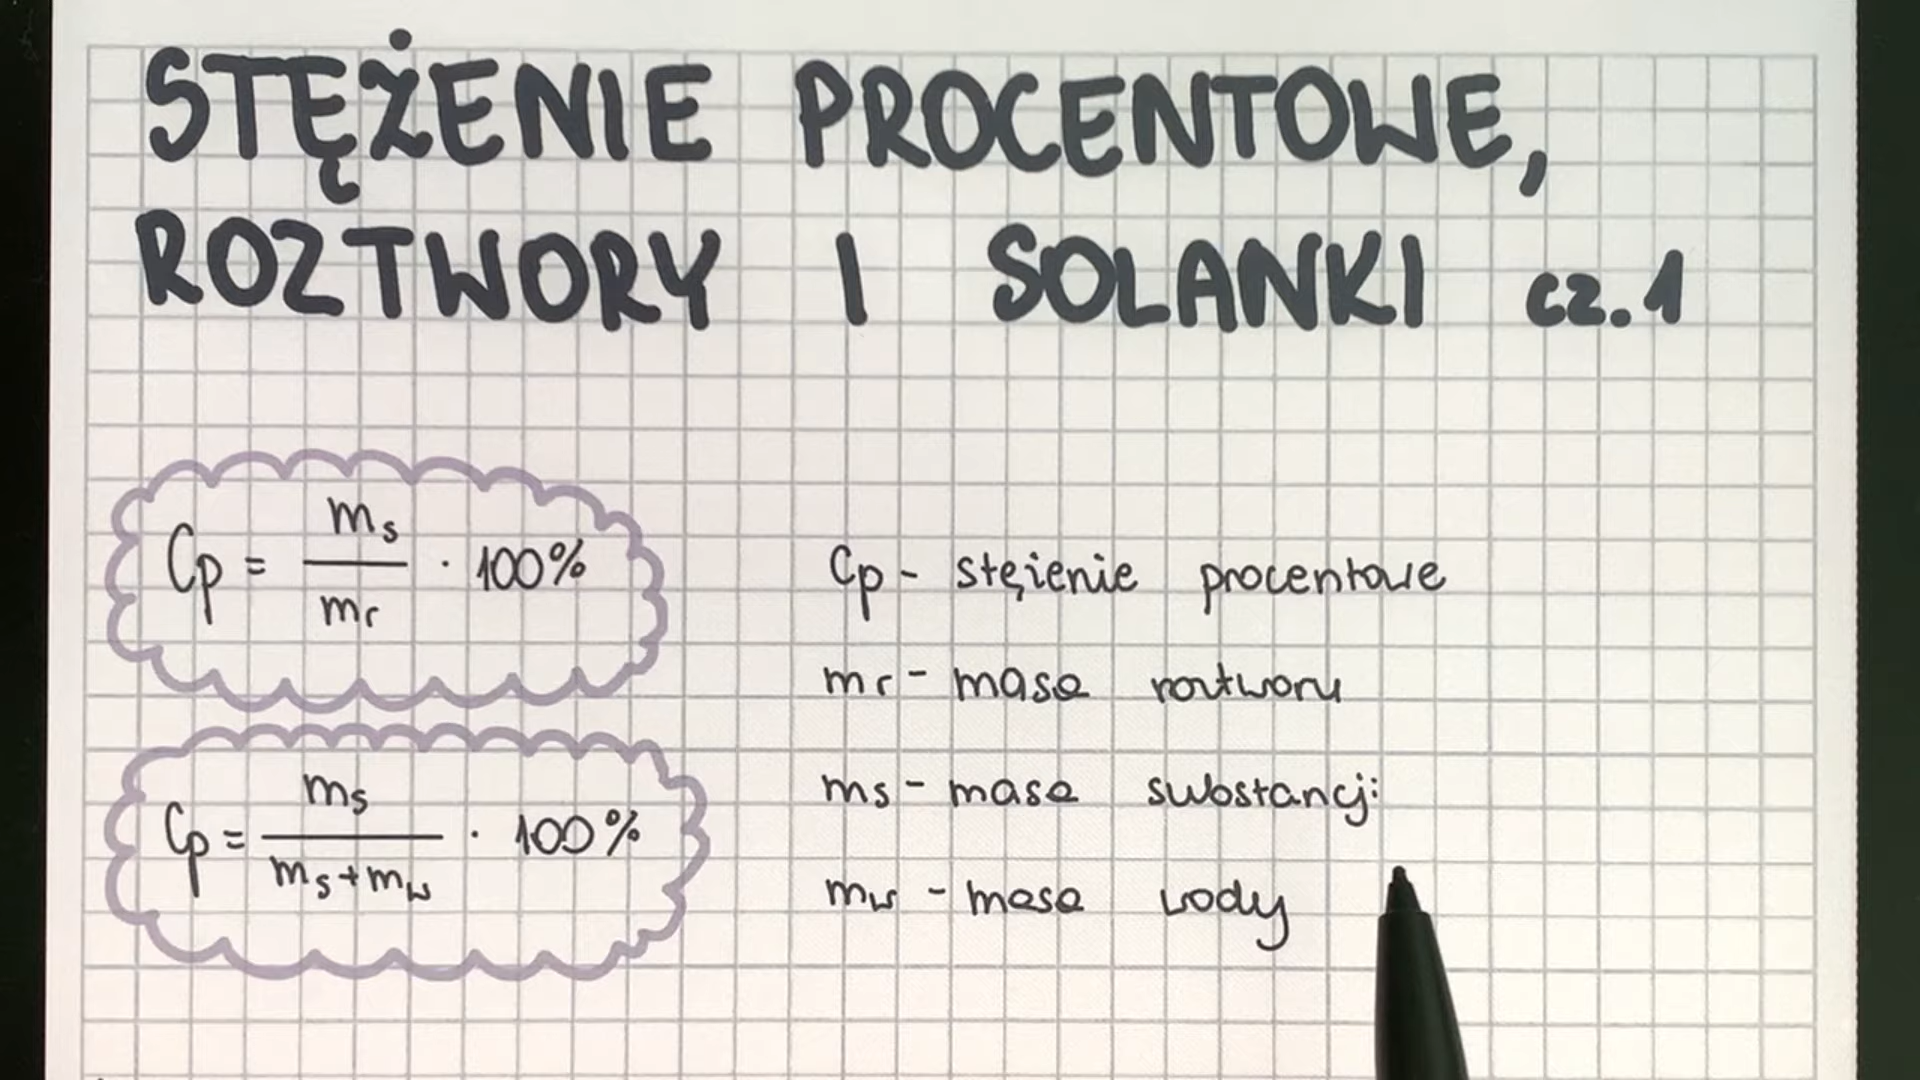 STĘŻENIE PROCENTOWE,
ROZTWORY I SOLANKI cz.1
Cp = ms / mr · 100%
Cp - stężenie procentowe
mr - masa roztworu
ms - masa substancji
Cp = ms / ms + mw · 100%
mw - masa wody